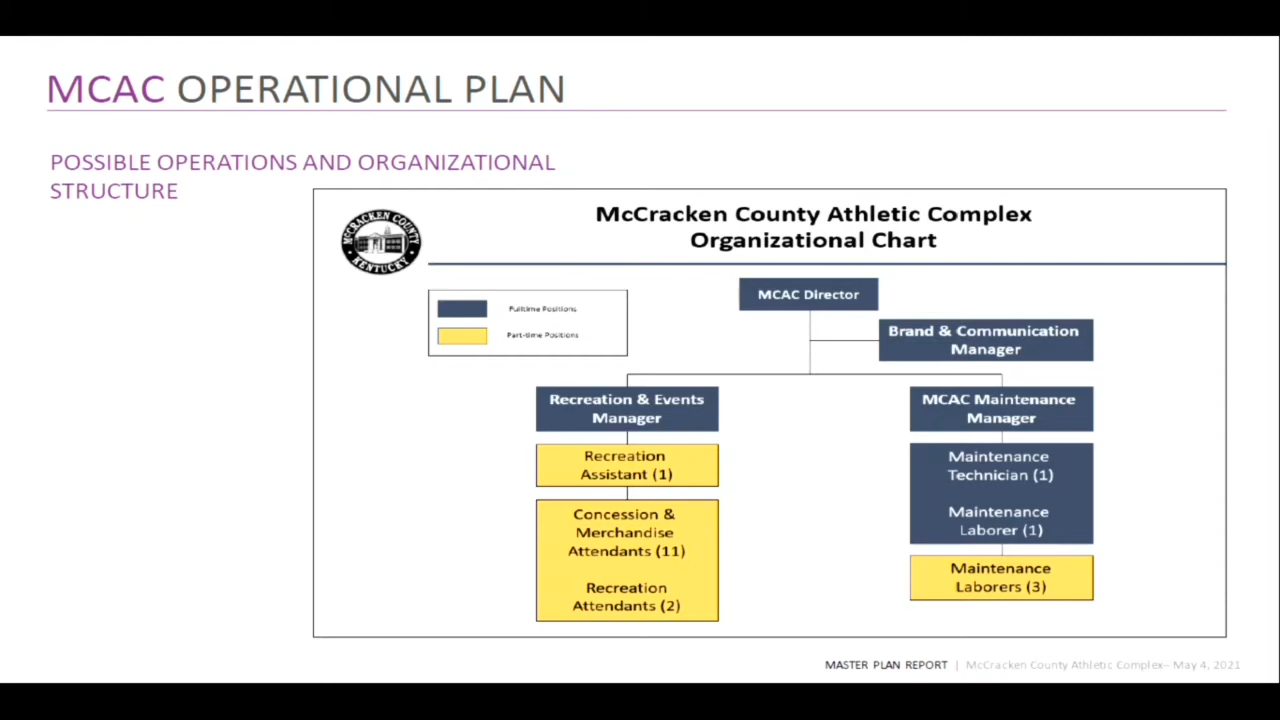 MCAC OPERATIONAL PLAN
POSSIBLE OPERATIONS AND ORGANIZATIONAL
STRUCTURE
McCRACKEN COUNTY
KENTUCKY
McCracken County Athletic Complex
Organizational Chart
Fulltime Positions
Part-time Positions
MCAC Director
Brand & Communication
Manager
Recreation & Events
Manager
MCAC Maintenance
Manager
Recreation
Assistant (1)
Maintenance
Technician (1)
Maintenance
Laborer (1)
Concession &
Merchandise
Attendants (11)
Recreation
Attendants (2)
Maintenance
Laborers (3)
MASTER PLAN REPORT | McCracken County Athletic Complex– May 4, 2021